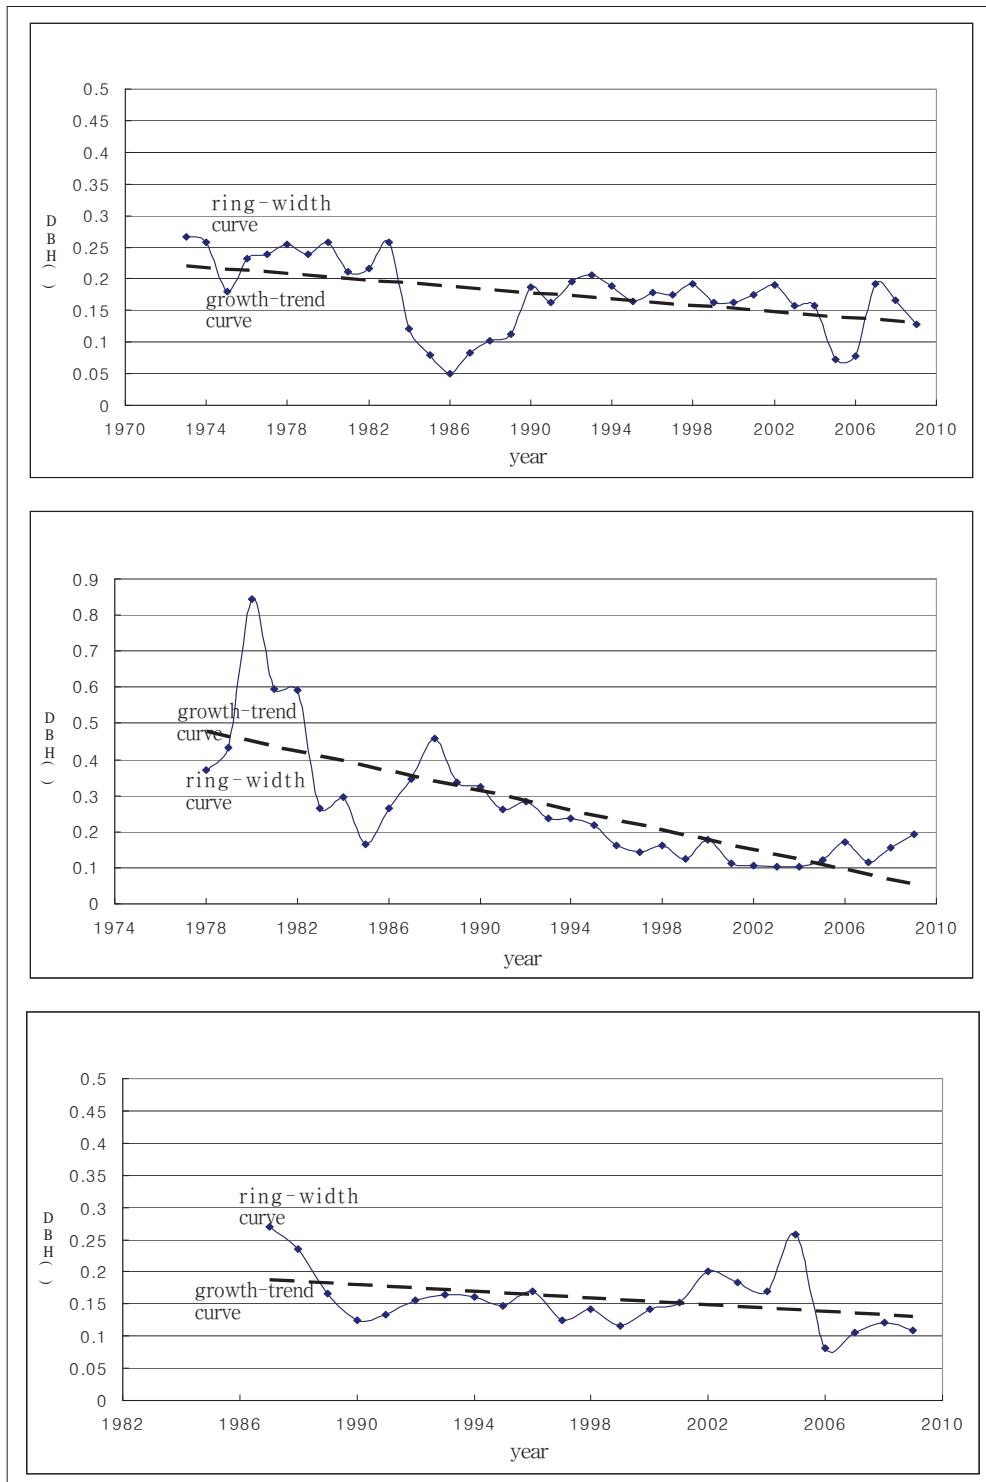 0.5
0.45
0.4
0.35
0.3
0.25
0.2
0.15
0.1
0.05
0
DBH()
ring-width
curve
growth-trend
curve
1970 1974 1978 1982 1986 1990 1994 1998 2002 2006 2010
year
0.9
0.8
0.7
0.6
0.5
0.4
0.3
0.2
0.1
0
DBH()
growth-trend
curve
ring-width
curve
1974 1978 1982 1986 1990 1994 1998 2002 2006 2010
year
0.5
0.45
0.4
0.35
0.3
0.25
0.2
0.15
0.1
0.05
0
DBH()
ring-width
curve
growth-trend
curve
1982 1986 1990 1994 1998 2002 2006 2010
year